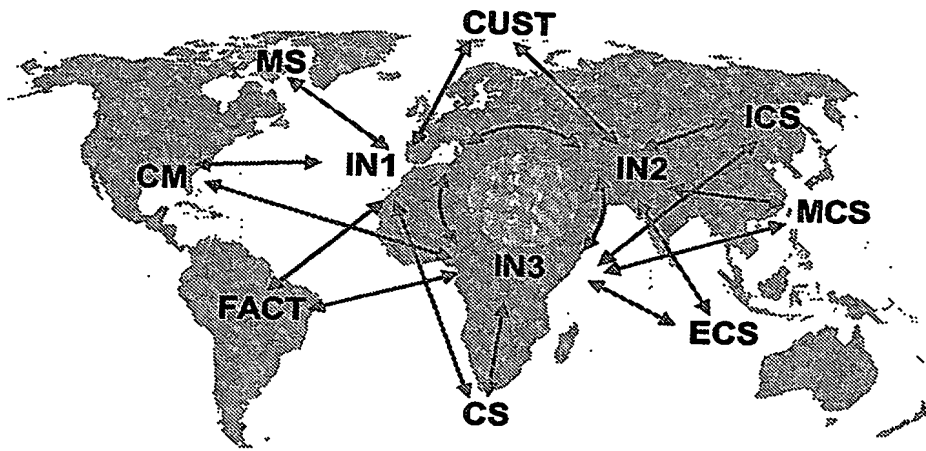 CUST
MS
ICS
CM
IN1
IN2
MCS
IN3
FACT
ECS
CS